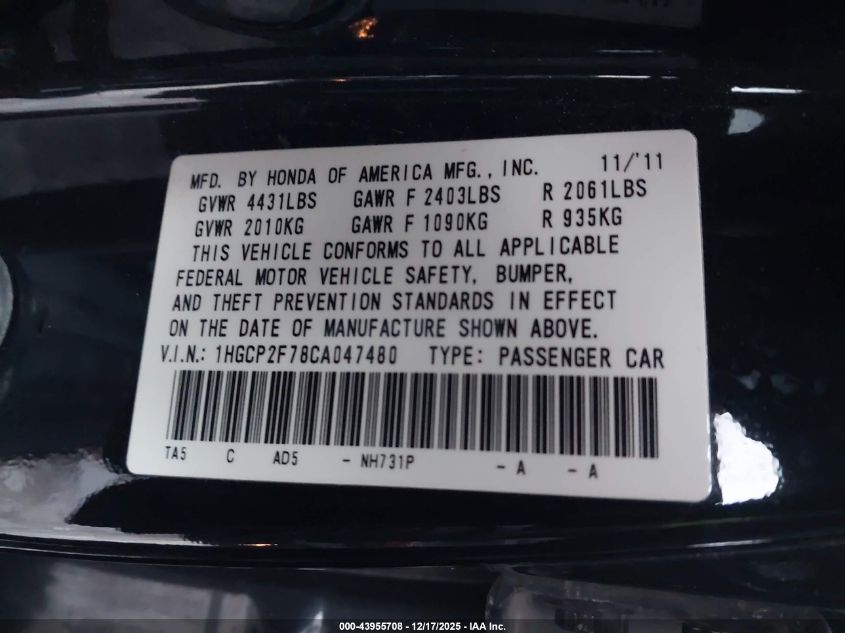 MFD. BY HONDA OF AMERICA MFG., INC. 11/'11
GVWR 4431LBS GAWR F 2403LBS R 2061LBS
GVWR 2010KG GAWR F 1090KG R 935KG
THIS VEHICLE CONFORMS TO ALL APPLICABLE
FEDERAL MOTOR VEHICLE SAFETY, BUMPER,
AND THEFT PREVENTION STANDARDS IN EFFECT
ON THE DATE OF MANUFACTURE SHOWN ABOVE.
V.I.N.: 1HGCP2F78CA047480 TYPE: PASSENGER CAR
TA5 C AD5 - NH731P - A - A
000-43955708 - 12/17/2025 - IAA Inc.